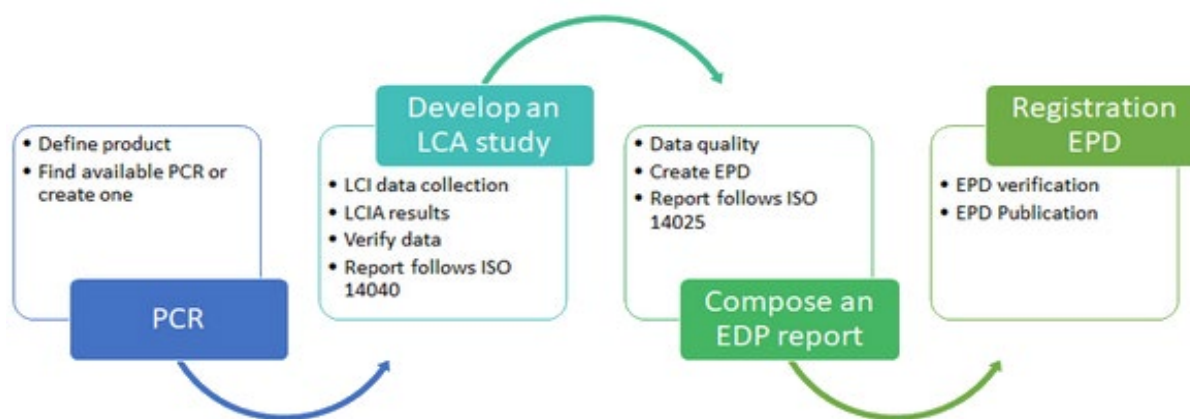 • Define product
• Find available PCR or
create one
PCR
Develop an
LCA study
• LCI data collection
• LCIA results
• Verify data
• Report follows ISO
14040
• Data quality
• Create EPD
• Report follows ISO
14025
Compose an
EDP report
Registration
EPD
• EPD verification
• EPD Publication